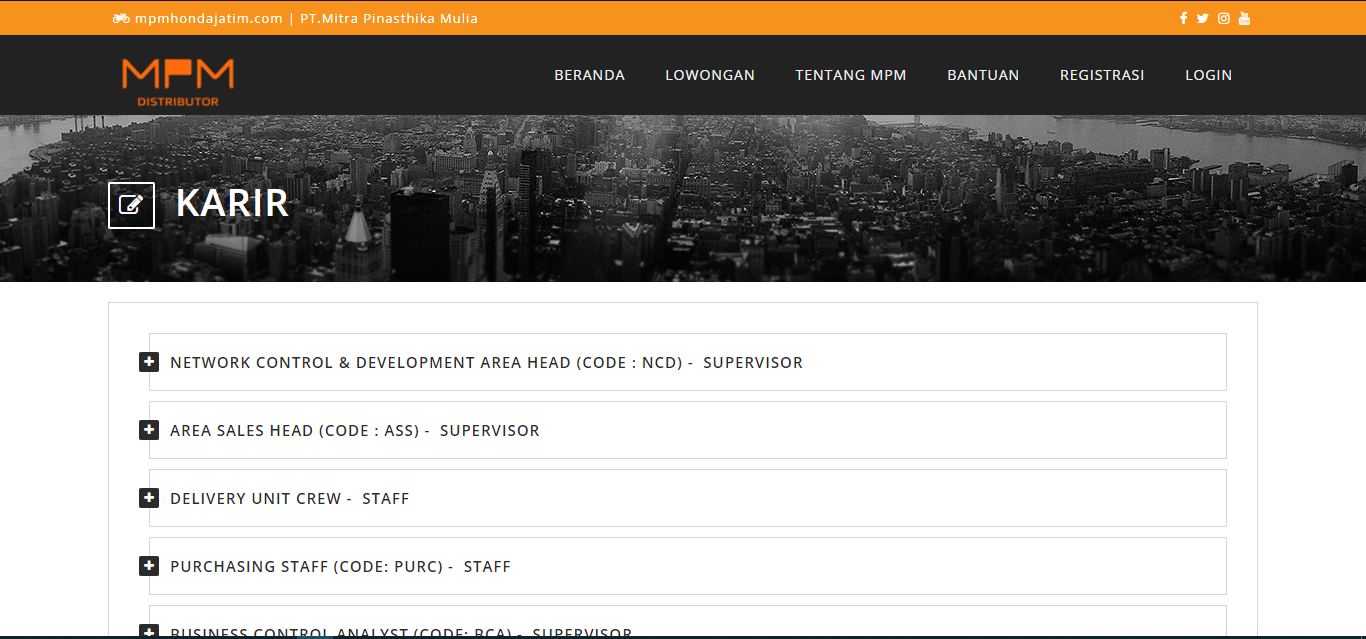 mpmhondajatim.com | PT.Mitra Pinasthika Mulia
MPM
DISTRIBUTOR
BERANDA LOWONGAN TENTANG MPM BANTUAN REGISTRASI LOGIN
KARIR
NETWORK CONTROL & DEVELOPMENT AREA HEAD (CODE : NCD) - SUPERVISOR
AREA SALES HEAD (CODE : ASS) - SUPERVISOR
DELIVERY UNIT CREW - STAFF
PURCHASING STAFF (CODE: PURC) - STAFF
BUSINESS CONTROL ANALYST (CODE: BCA) - SUPERVISOR